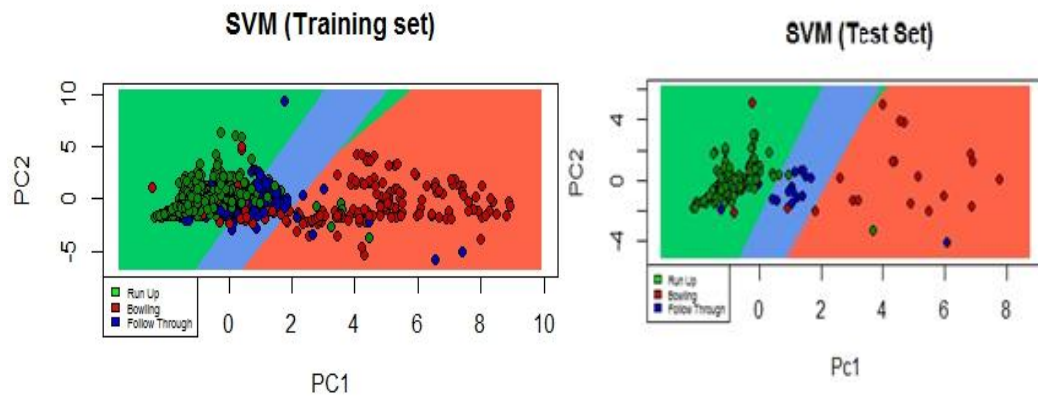 SVM (Training set)
PC2
10
5
0
-5
Run Up
Bowling
Follow Through
0 2 4 6 8 10
PC1
SVM (Test Set)
PC2
4
0
-4
Run Up
Bowling
Follow Through
0 2 4 6 8
Pc1